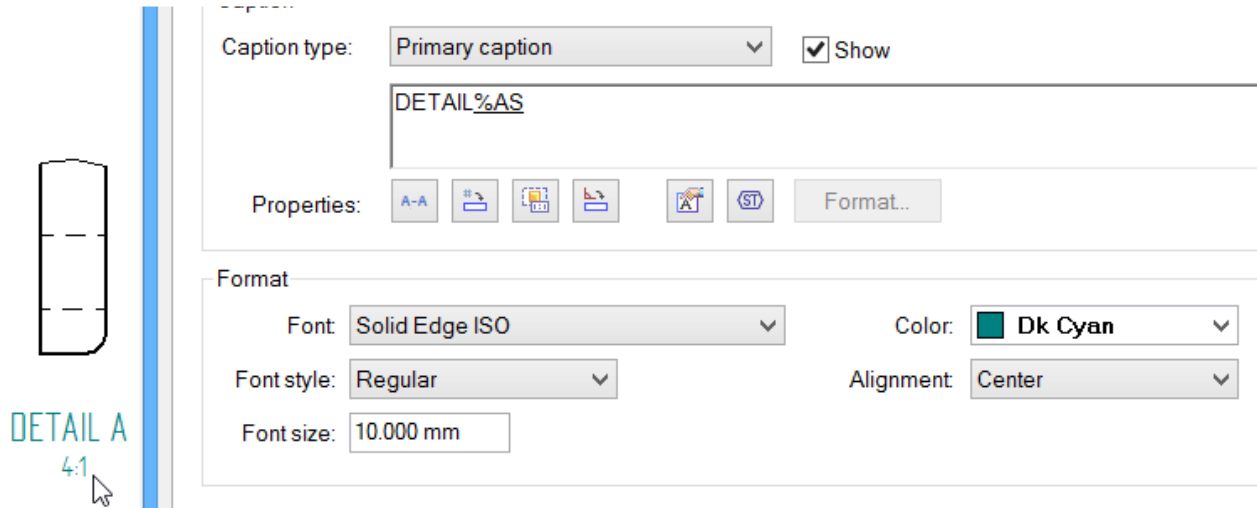 Caption type:
Primary caption
Show
DETAIL%AS
Properties:
A-A
A
ST
Format...
Format
Font:
Solid Edge ISO
Color:
Dk Cyan
Font style:
Regular
Alignment:
Center
Font size:
10.000 mm
DETAIL A
4:1